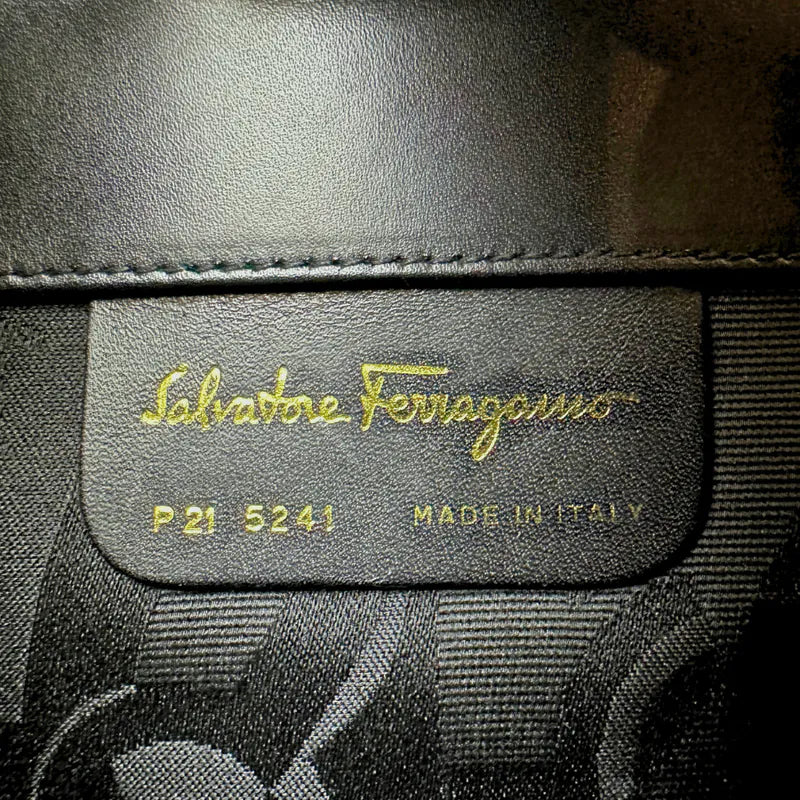 Salvatore Ferragamo
P21 5241 MADE IN ITALY